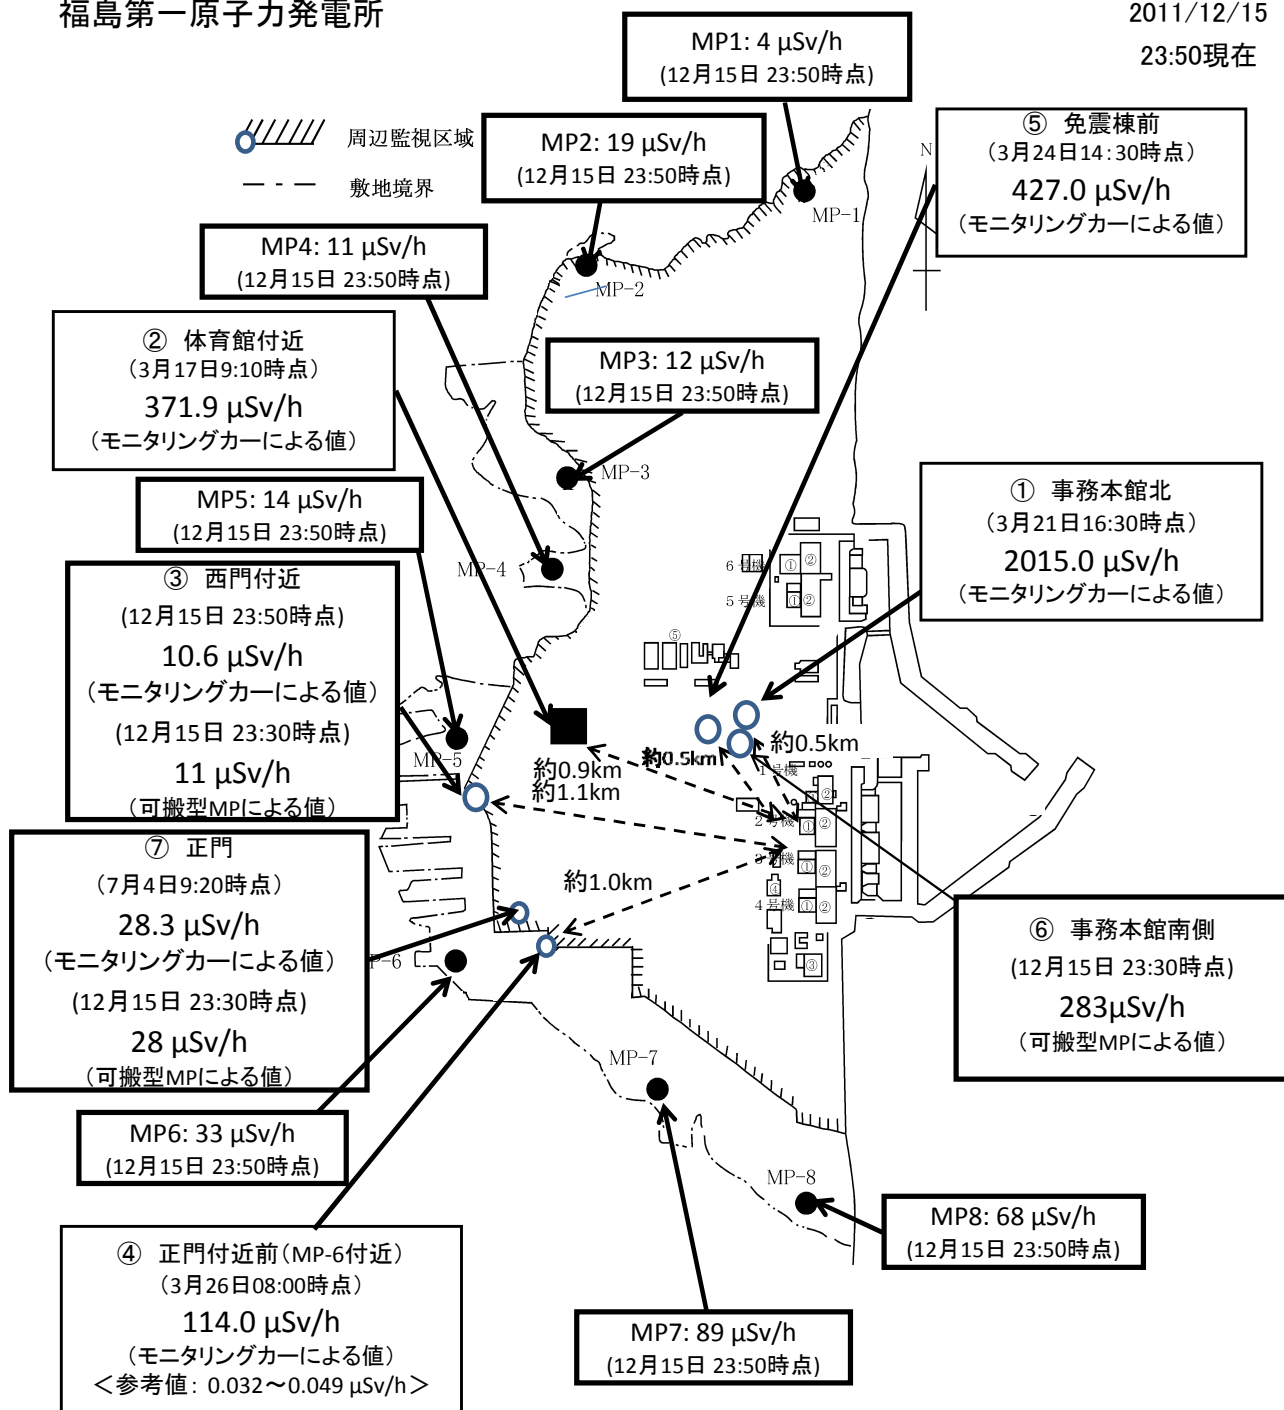 福島第一原子力発電所
2011/12/15
23:50現在
MP1: 4 μSv/h
(12月15日 23:50時点)
周辺監視区域
敷地境界
MP2: 19 μSv/h
(12月15日 23:50時点)
⑤ 免震棟前
(3月24日14:30時点)
427.0 μSv/h
(モニタリングカーによる値)
N
MP-1
MP4: 11 μSv/h
(12月15日 23:50時点)
MP-2
② 体育館付近
(3月17日9:10時点)
371.9 μSv/h
(モニタリングカーによる値)
MP3: 12 μSv/h
(12月15日 23:50時点)
MP-3
MP5: 14 μSv/h
(12月15日 23:50時点)
① 事務本館北
(3月21日16:30時点)
2015.0 μSv/h
(モニタリングカーによる値)
MP-4
6号機
① ②
5号機
① ②
③ 西門付近
(12月15日 23:50時点)
10.6 μSv/h
(モニタリングカーによる値)
(12月15日 23:30時点)
11 μSv/h
(可搬型MPによる値)
⑤
MP-5
約0.9km
約1.1km
約0.5km
約0.5km
1号機
②
2号機
① ②
3号機
① ②
④
4号機
① ②
③
約1.0km
⑦ 正門
(7月4日9:20時点)
28.3 μSv/h
(モニタリングカーによる値)
(12月15日 23:30時点)
28 μSv/h
(可搬型MPによる値)
P-6
⑥ 事務本館南側
(12月15日 23:30時点)
283μSv/h
(可搬型MPによる値)
MP-7
MP6: 33 μSv/h
(12月15日 23:50時点)
MP-8
MP8: 68 μSv/h
(12月15日 23:50時点)
④ 正門付近前(MP-6付近)
(3月26日08:00時点)
114.0 μSv/h
(モニタリングカーによる値)
<参考値: 0.032～0.049 μSv/h>
MP7: 89 μSv/h
(12月15日 23:50時点)